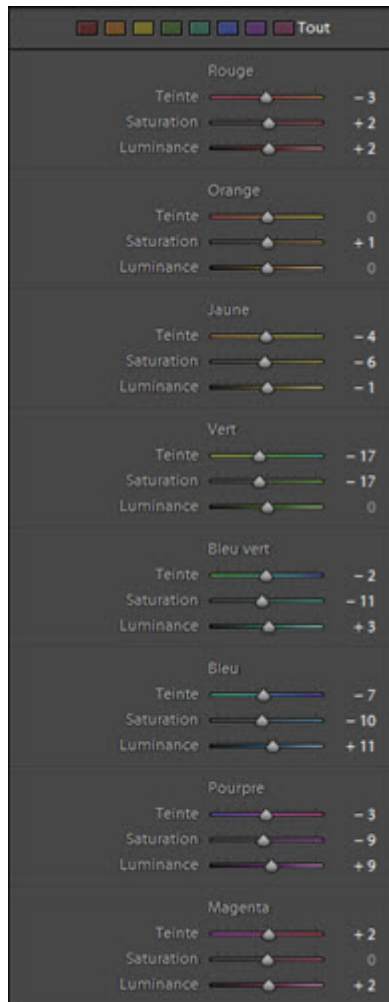 Tout
Rouge
Teinte − 3
Saturation + 2
Luminance + 2
Orange
Teinte 0
Saturation + 1
Luminance 0
Jaune
Teinte − 4
Saturation − 6
Luminance − 1
Vert
Teinte − 17
Saturation − 17
Luminance 0
Bleu vert
Teinte − 2
Saturation − 11
Luminance + 3
Bleu
Teinte − 7
Saturation − 10
Luminance + 11
Pourpre
Teinte − 3
Saturation − 9
Luminance + 9
Magenta
Teinte + 2
Saturation 0
Luminance + 2